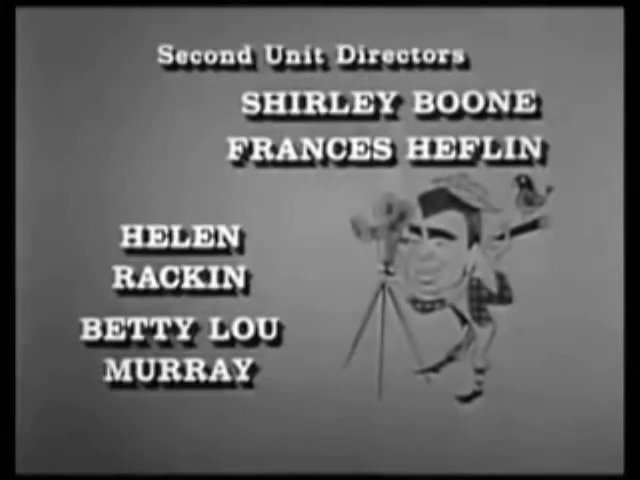 Second Unit Directors
SHIRLEY BOONE
FRANCES HEFLIN
HELEN
RACKIN
BETTY LOU
MURRAY